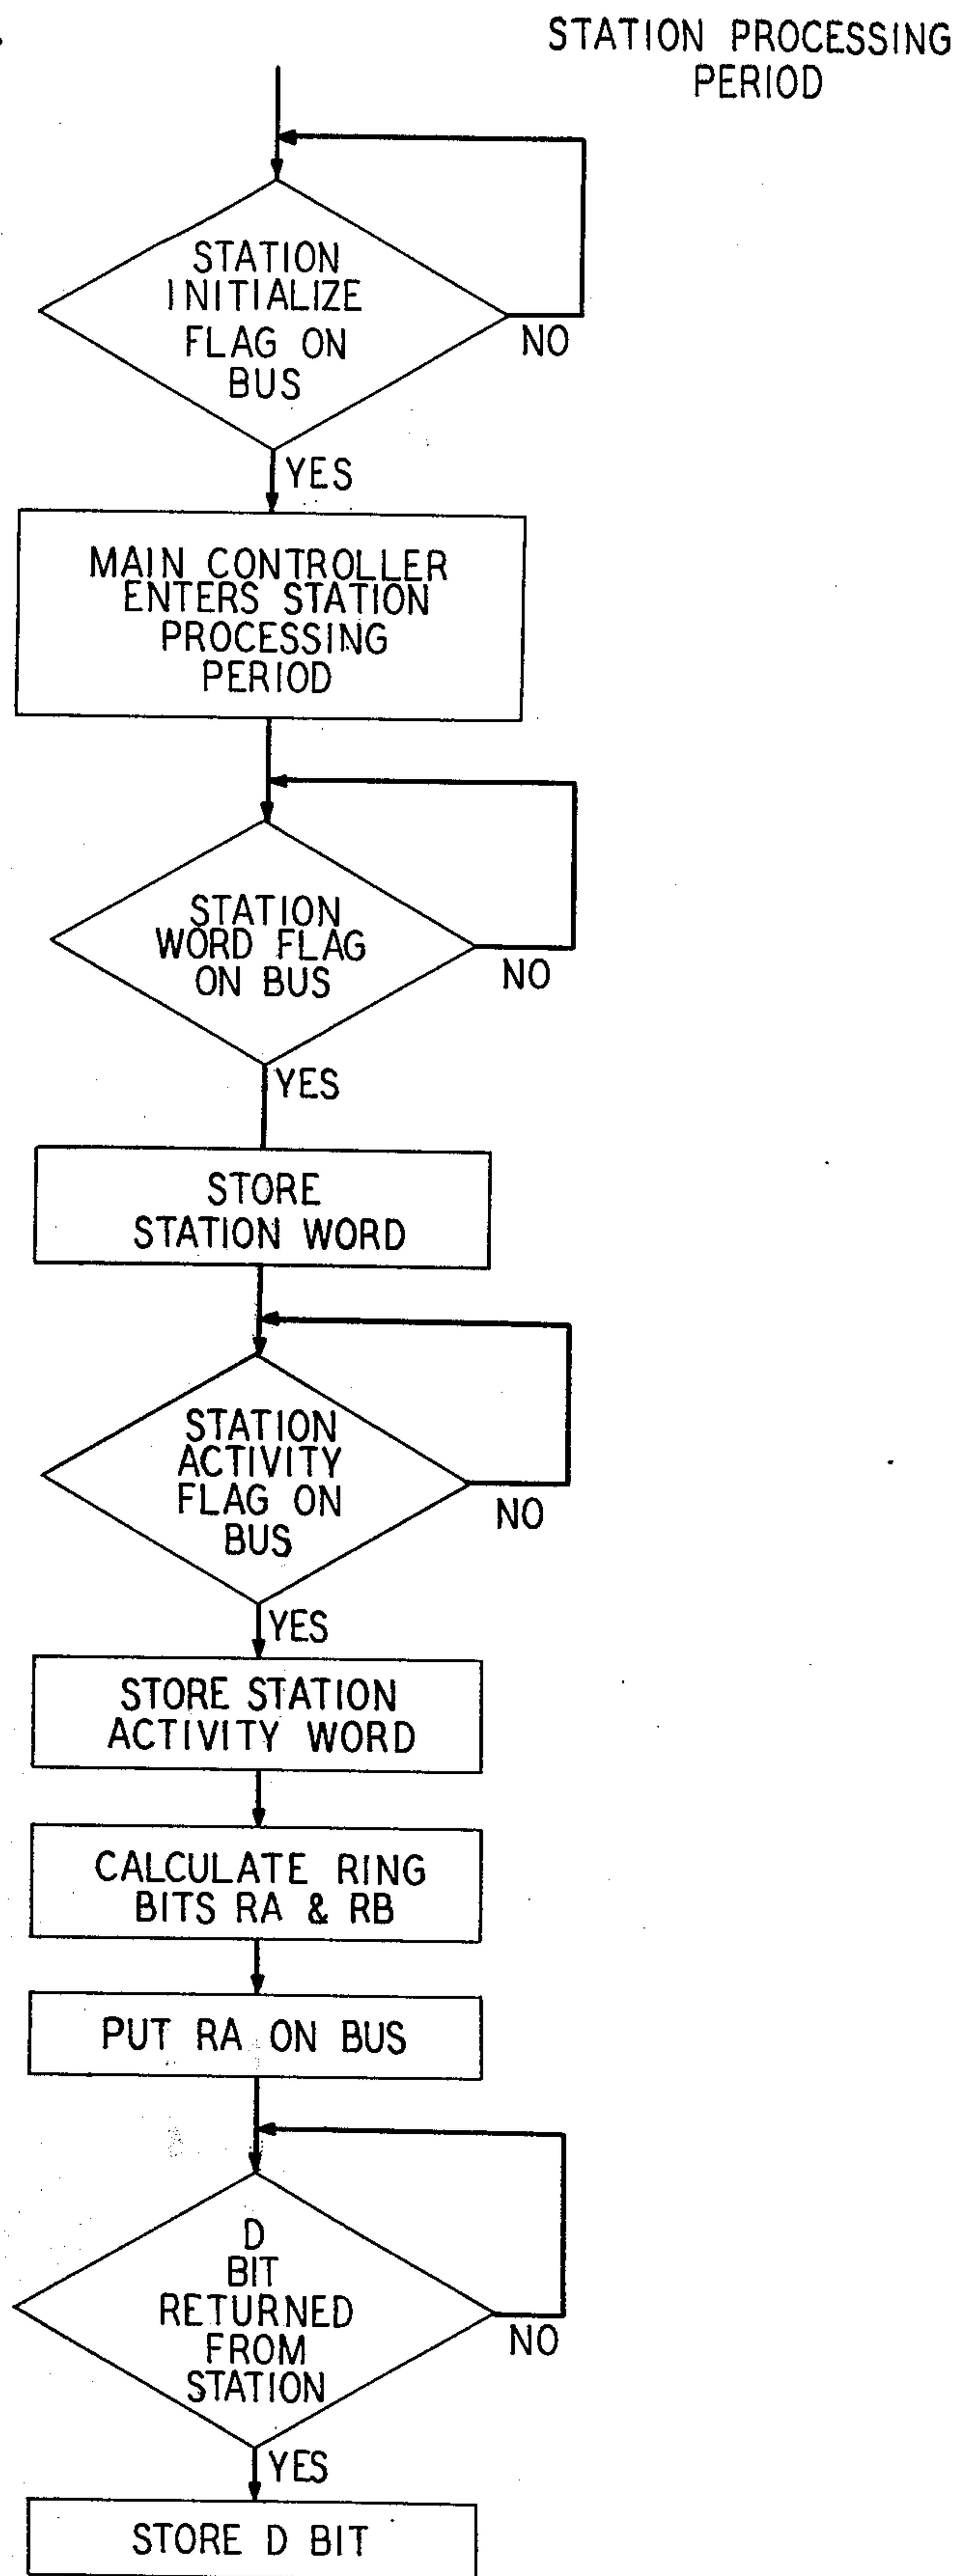 STATION PROCESSING
PERIOD
STATION
INITIALIZE
FLAG ON
BUS
NO
YES
MAIN CONTROLLER
ENTERS STATION
PROCESSING
PERIOD
STATION
WORD FLAG
ON BUS
NO
YES
STORE
STATION WORD
STATION
ACTIVITY
FLAG ON
BUS
NO
YES
STORE STATION
ACTIVITY WORD
CALCULATE RING
BITS RA & RB
PUT RA ON BUS
D
BIT
RETURNED
FROM
STATION
NO
YES
STORE D BIT